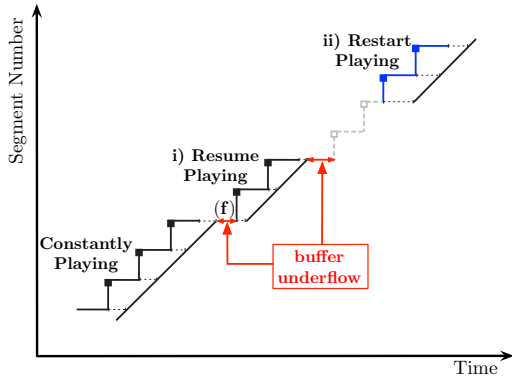 Segment Number
ii) Restart
Playing
i) Resume
Playing
(f)
Constantly
Playing
buffer
underflow
Time